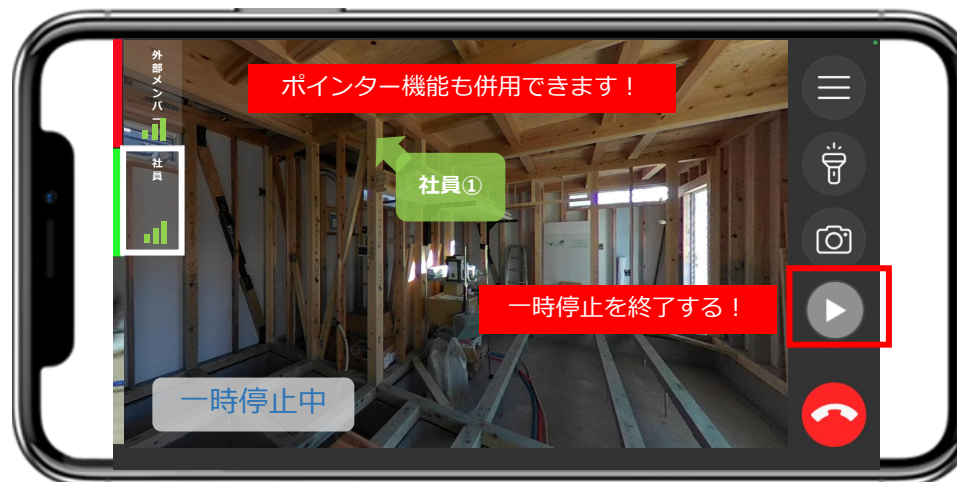 外部メンバー
社員
ポインター機能も併用できます！
社員①
一時停止を終了する！
一時停止中